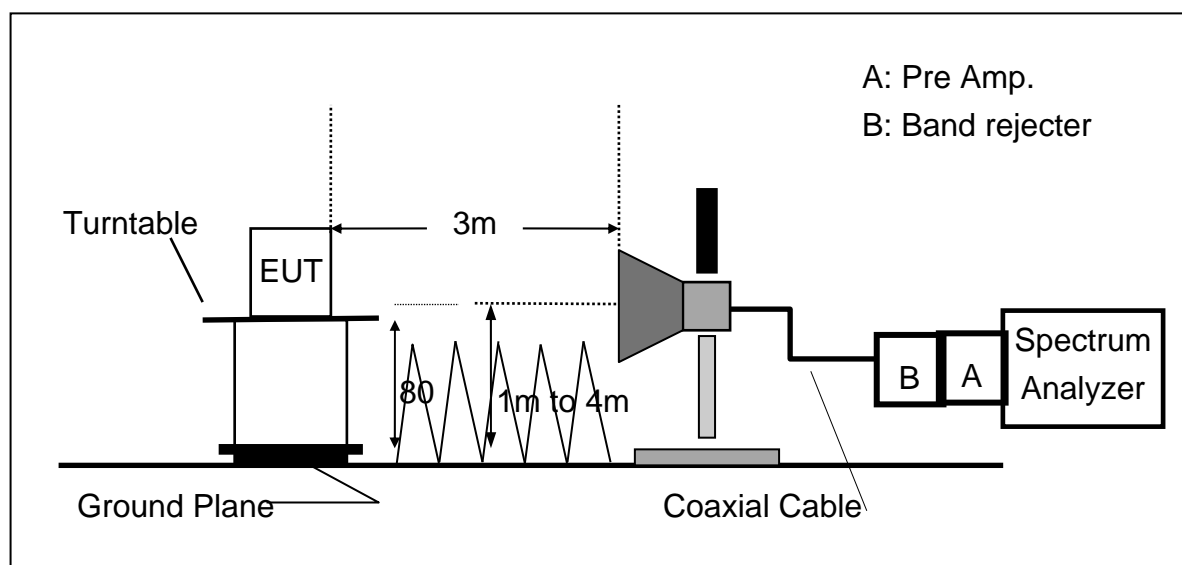 A: Pre Amp.
B: Band rejecter
Turntable
3m
EUT
Spectrum
Analyzer
B
A
80
1m to 4m
Ground Plane
Coaxial Cable